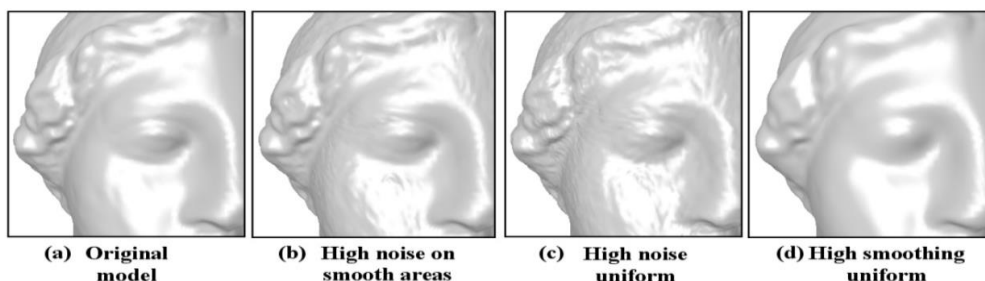 (a) Original
model
(b) High noise on
smooth areas
(c) High noise
uniform
(d) High smoothing
uniform